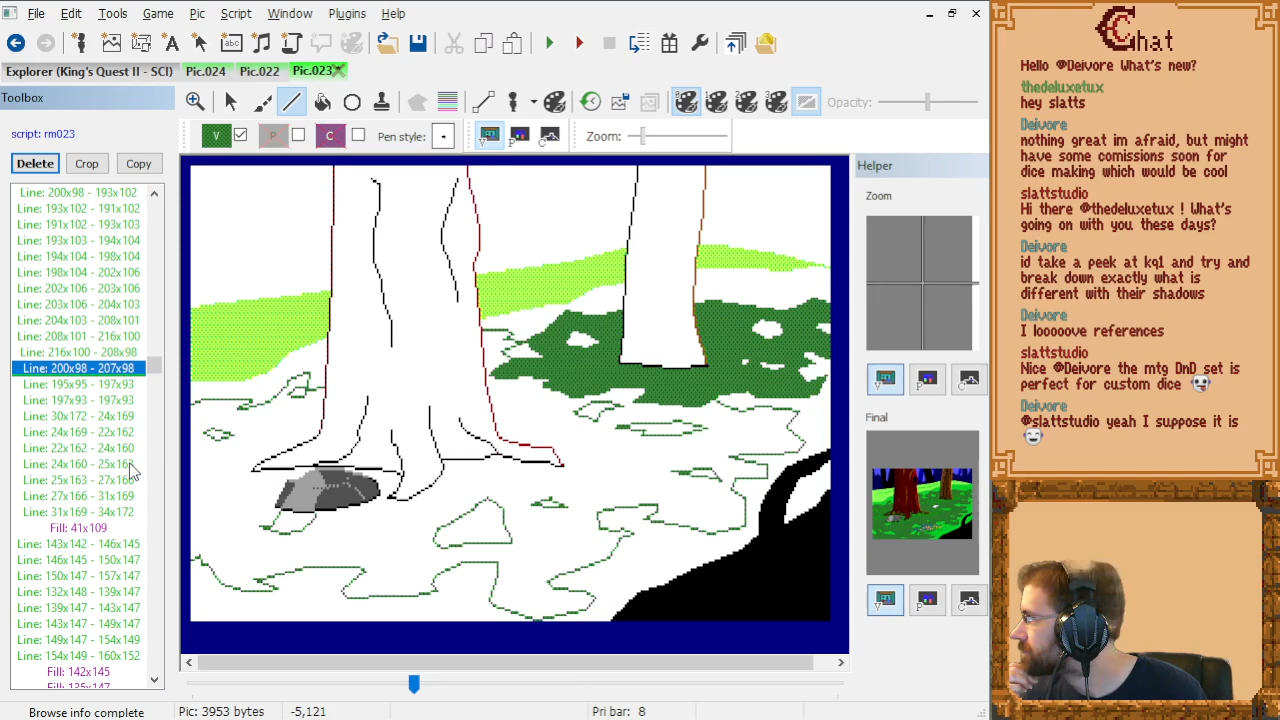 File Edit Tools Game Pic Script Window Plugins Help
Explorer (King's Quest II - SCI) Pic.024 Pic.022 Pic.023
Toolbox
Opacity:
script: rm023
V P C Pen style: P C Zoom:
Delete Crop Copy
Line: 200x98 - 193x102
Line: 193x102 - 191x102
Line: 191x102 - 193x103
Line: 193x103 - 194x104
Line: 194x104 - 198x104
Line: 198x104 - 202x106
Line: 202x106 - 203x106
Line: 203x106 - 204x103
Line: 204x103 - 208x101
Line: 208x101 - 216x100
Line: 216x100 - 208x98
Line: 200x98 - 207x98
Line: 195x95 - 197x93
Line: 197x93 - 197x93
Line: 30x172 - 24x169
Line: 24x169 - 22x162
Line: 22x162 - 24x160
Line: 24x160 - 25x163
Line: 25x163 - 27x166
Line: 27x166 - 31x169
Line: 31x169 - 34x172
Fill: 41x109
Line: 143x142 - 146x145
Line: 146x145 - 150x147
Line: 150x147 - 157x147
Line: 132x148 - 139x147
Line: 139x147 - 143x147
Line: 143x147 - 149x147
Line: 149x147 - 154x149
Line: 154x149 - 160x152
Fill: 142x145
Fill: 135x147
Helper
Zoom
V P C
Final
V P C
Browse info complete Pic: 3953 bytes -5,121 Pri bar: 8
Chat
Hello @Deivore What's new?
thedeluxetux
hey slatts
Deivore
nothing great im afraid, but might
have some comissions soon for
dice making which would be cool
slattstudio
Hi there @thedeluxetux ! What's
going on with you these days?
Deivore
id take a peek at kq1 and try and
break down exactly what is
different with their shadows
Deivore
I looooove references
slattstudio
Nice @Deivore the mtg DnD set is
perfect for custom dice
Deivore
@slattstudio yeah I suppose it is